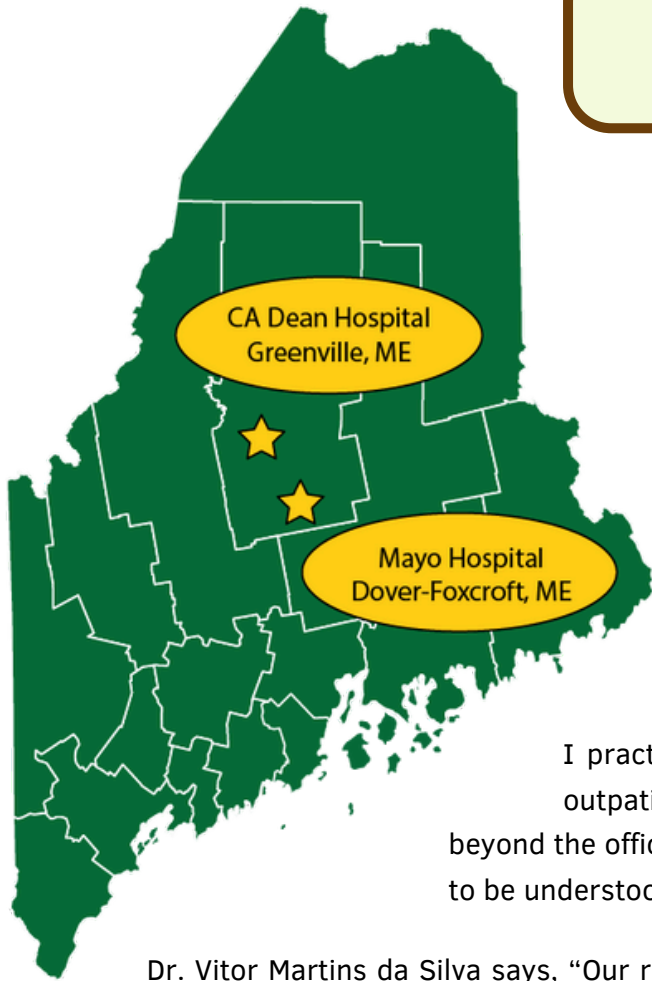 CA Dean Hospital
Greenville, ME
Mayo Hospital
Dover-Foxcroft, ME
I pract
outpati
beyond the offic
to be understoo
Dr. Vitor Martins da Silva says, “Our r